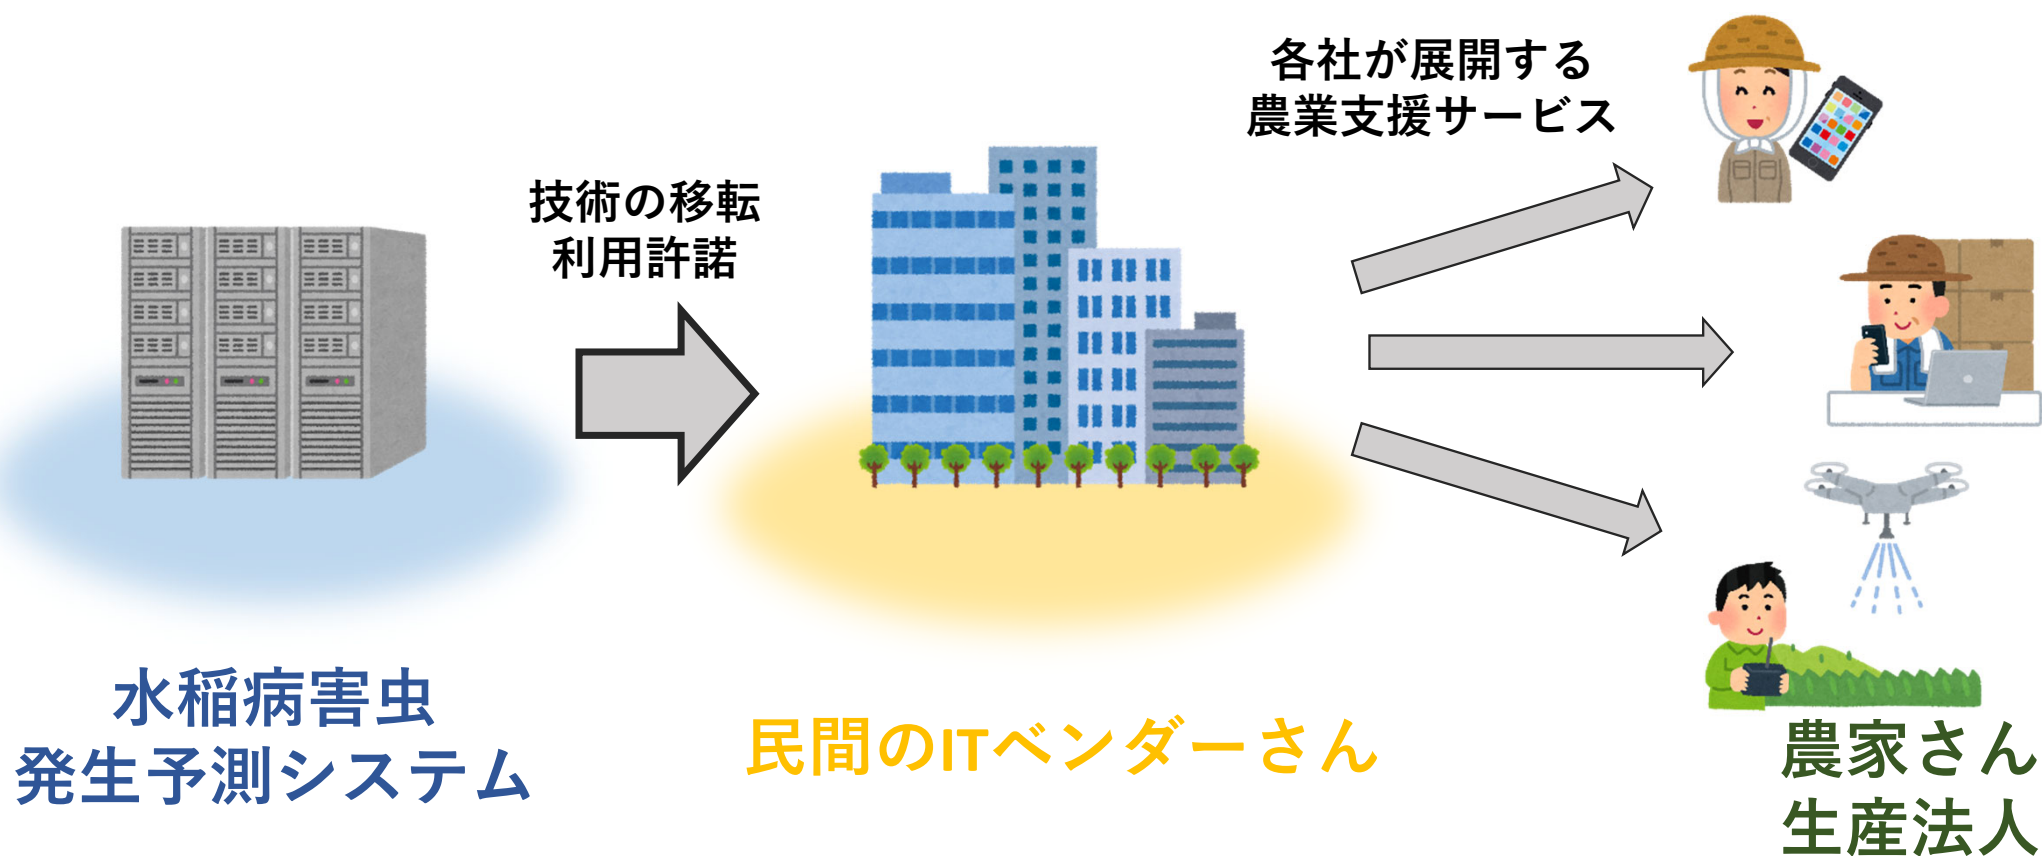 各社が展開する
農業支援サービス
技術の移転
利用許諾
水稲病害虫
発生予測システム
民間のITベンダーさん
農家さん
生産法人